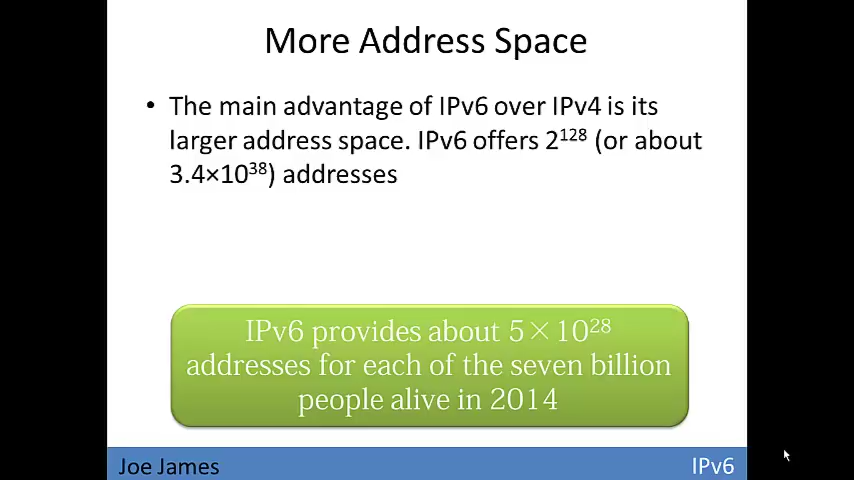 More Address Space
• The main advantage of IPv6 over IPv4 is its
larger address space. IPv6 offers 2¹²⁸ (or about
3.4×10³⁸) addresses
IPv6 provides about 5×10²⁸
addresses for each of the seven billion
people alive in 2014
Joe James
IPv6